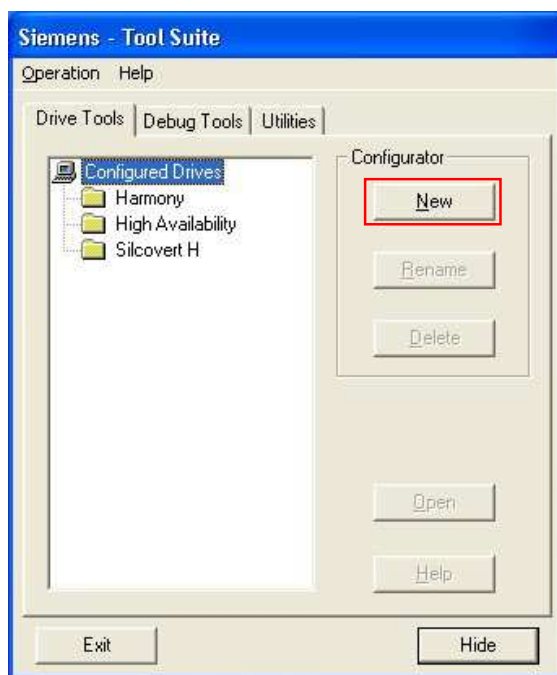 Siemens - Tool Suite
Operation Help
Drive Tools Debug Tools Utilities
Configured Drives
Harmony
High Availability
Silcovert H
Configurator
New
Rename
Delete
Open
Help
Exit
Hide